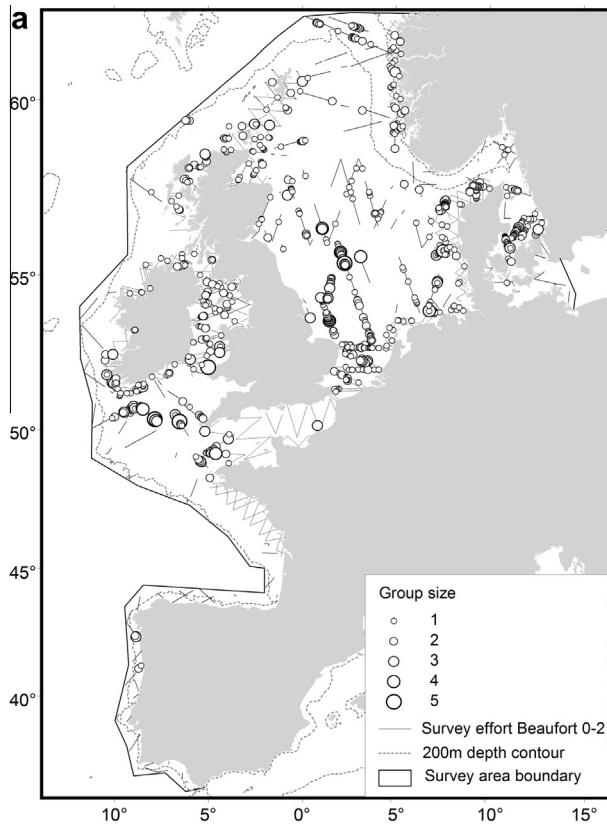 a
60°
55°
50°
45°
40°
Group size
1
2
3
4
5
Survey effort Beaufort 0-2
200m depth contour
Survey area boundary
10° 5° 0° 5° 10° 15°